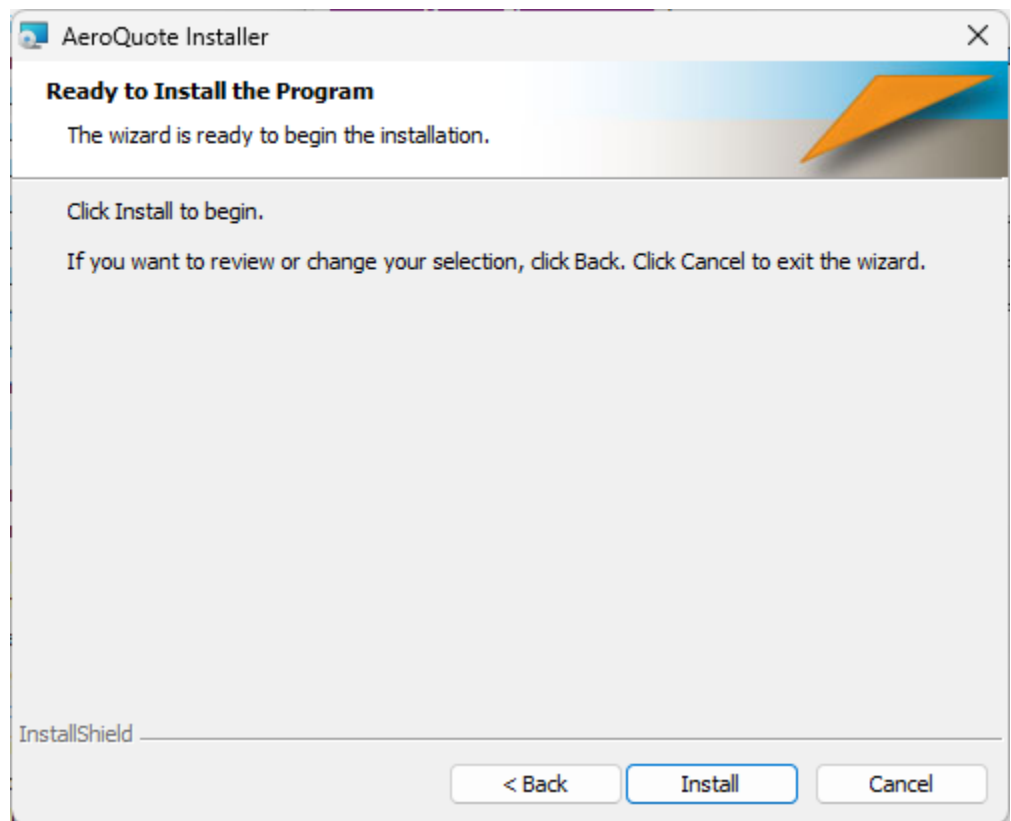 AeroQuote Installer
Ready to Install the Program
The wizard is ready to begin the installation.
Click Install to begin.
If you want to review or change your selection, click Back. Click Cancel to exit the wizard.
InstallShield
< Back
Install
Cancel